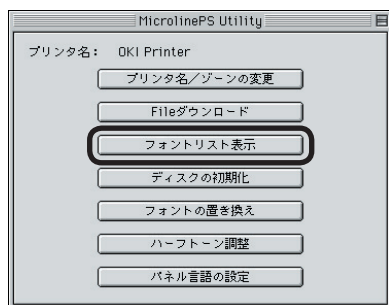 MicrolinePS Utility
プリンタ名： OKI Printer
プリンタ名／ゾーンの変更
Fileダウンロード
フォントリスト表示
ディスクの初期化
フォントの置き換え
ハーフトーン調整
パネル言語の設定